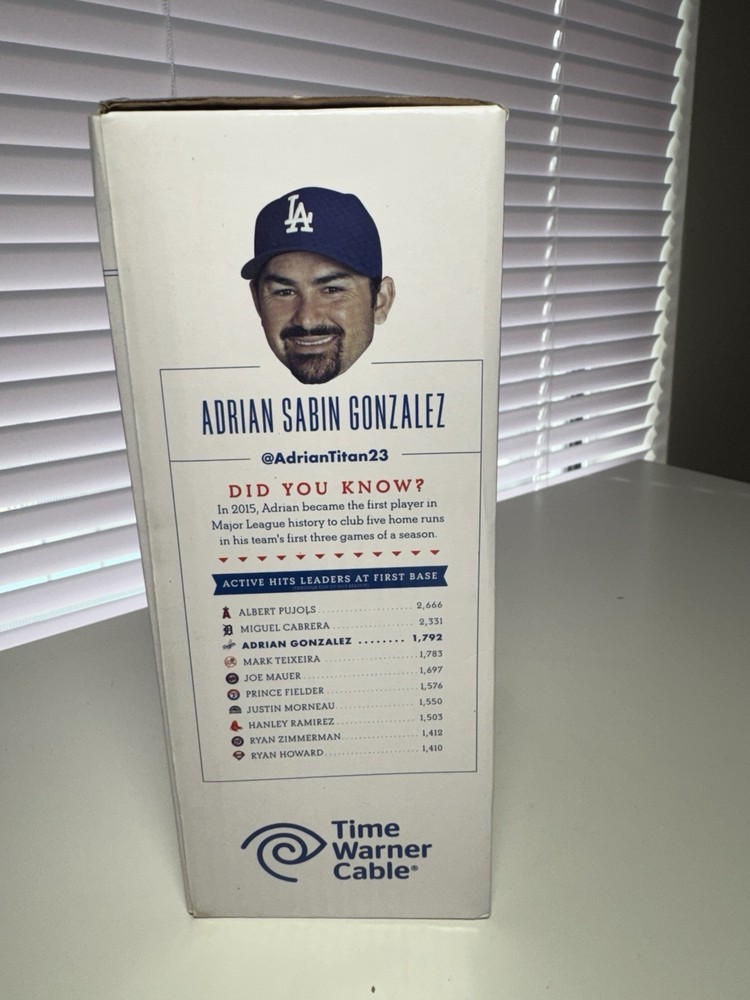 LA
ADRIAN SABIN GONZALEZ
@AdrianTitan23
DID YOU KNOW?
In 2015, Adrian became the first player in
Major League history to club five home runs
in his team's first three games of a season.
ACTIVE HITS LEADERS AT FIRST BASE
ALBERT PUJOLS 2,666
MIGUEL CABRERA 2,331
ADRIAN GONZALEZ 1,792
MARK TEIXEIRA 1,783
JOE MAUER 1,697
PRINCE FIELDER 1,576
JUSTIN MORNEAU 1,550
HANLEY RAMIREZ 1,503
RYAN ZIMMERMAN 1,412
RYAN HOWARD 1,410
Time
Warner
Cable®